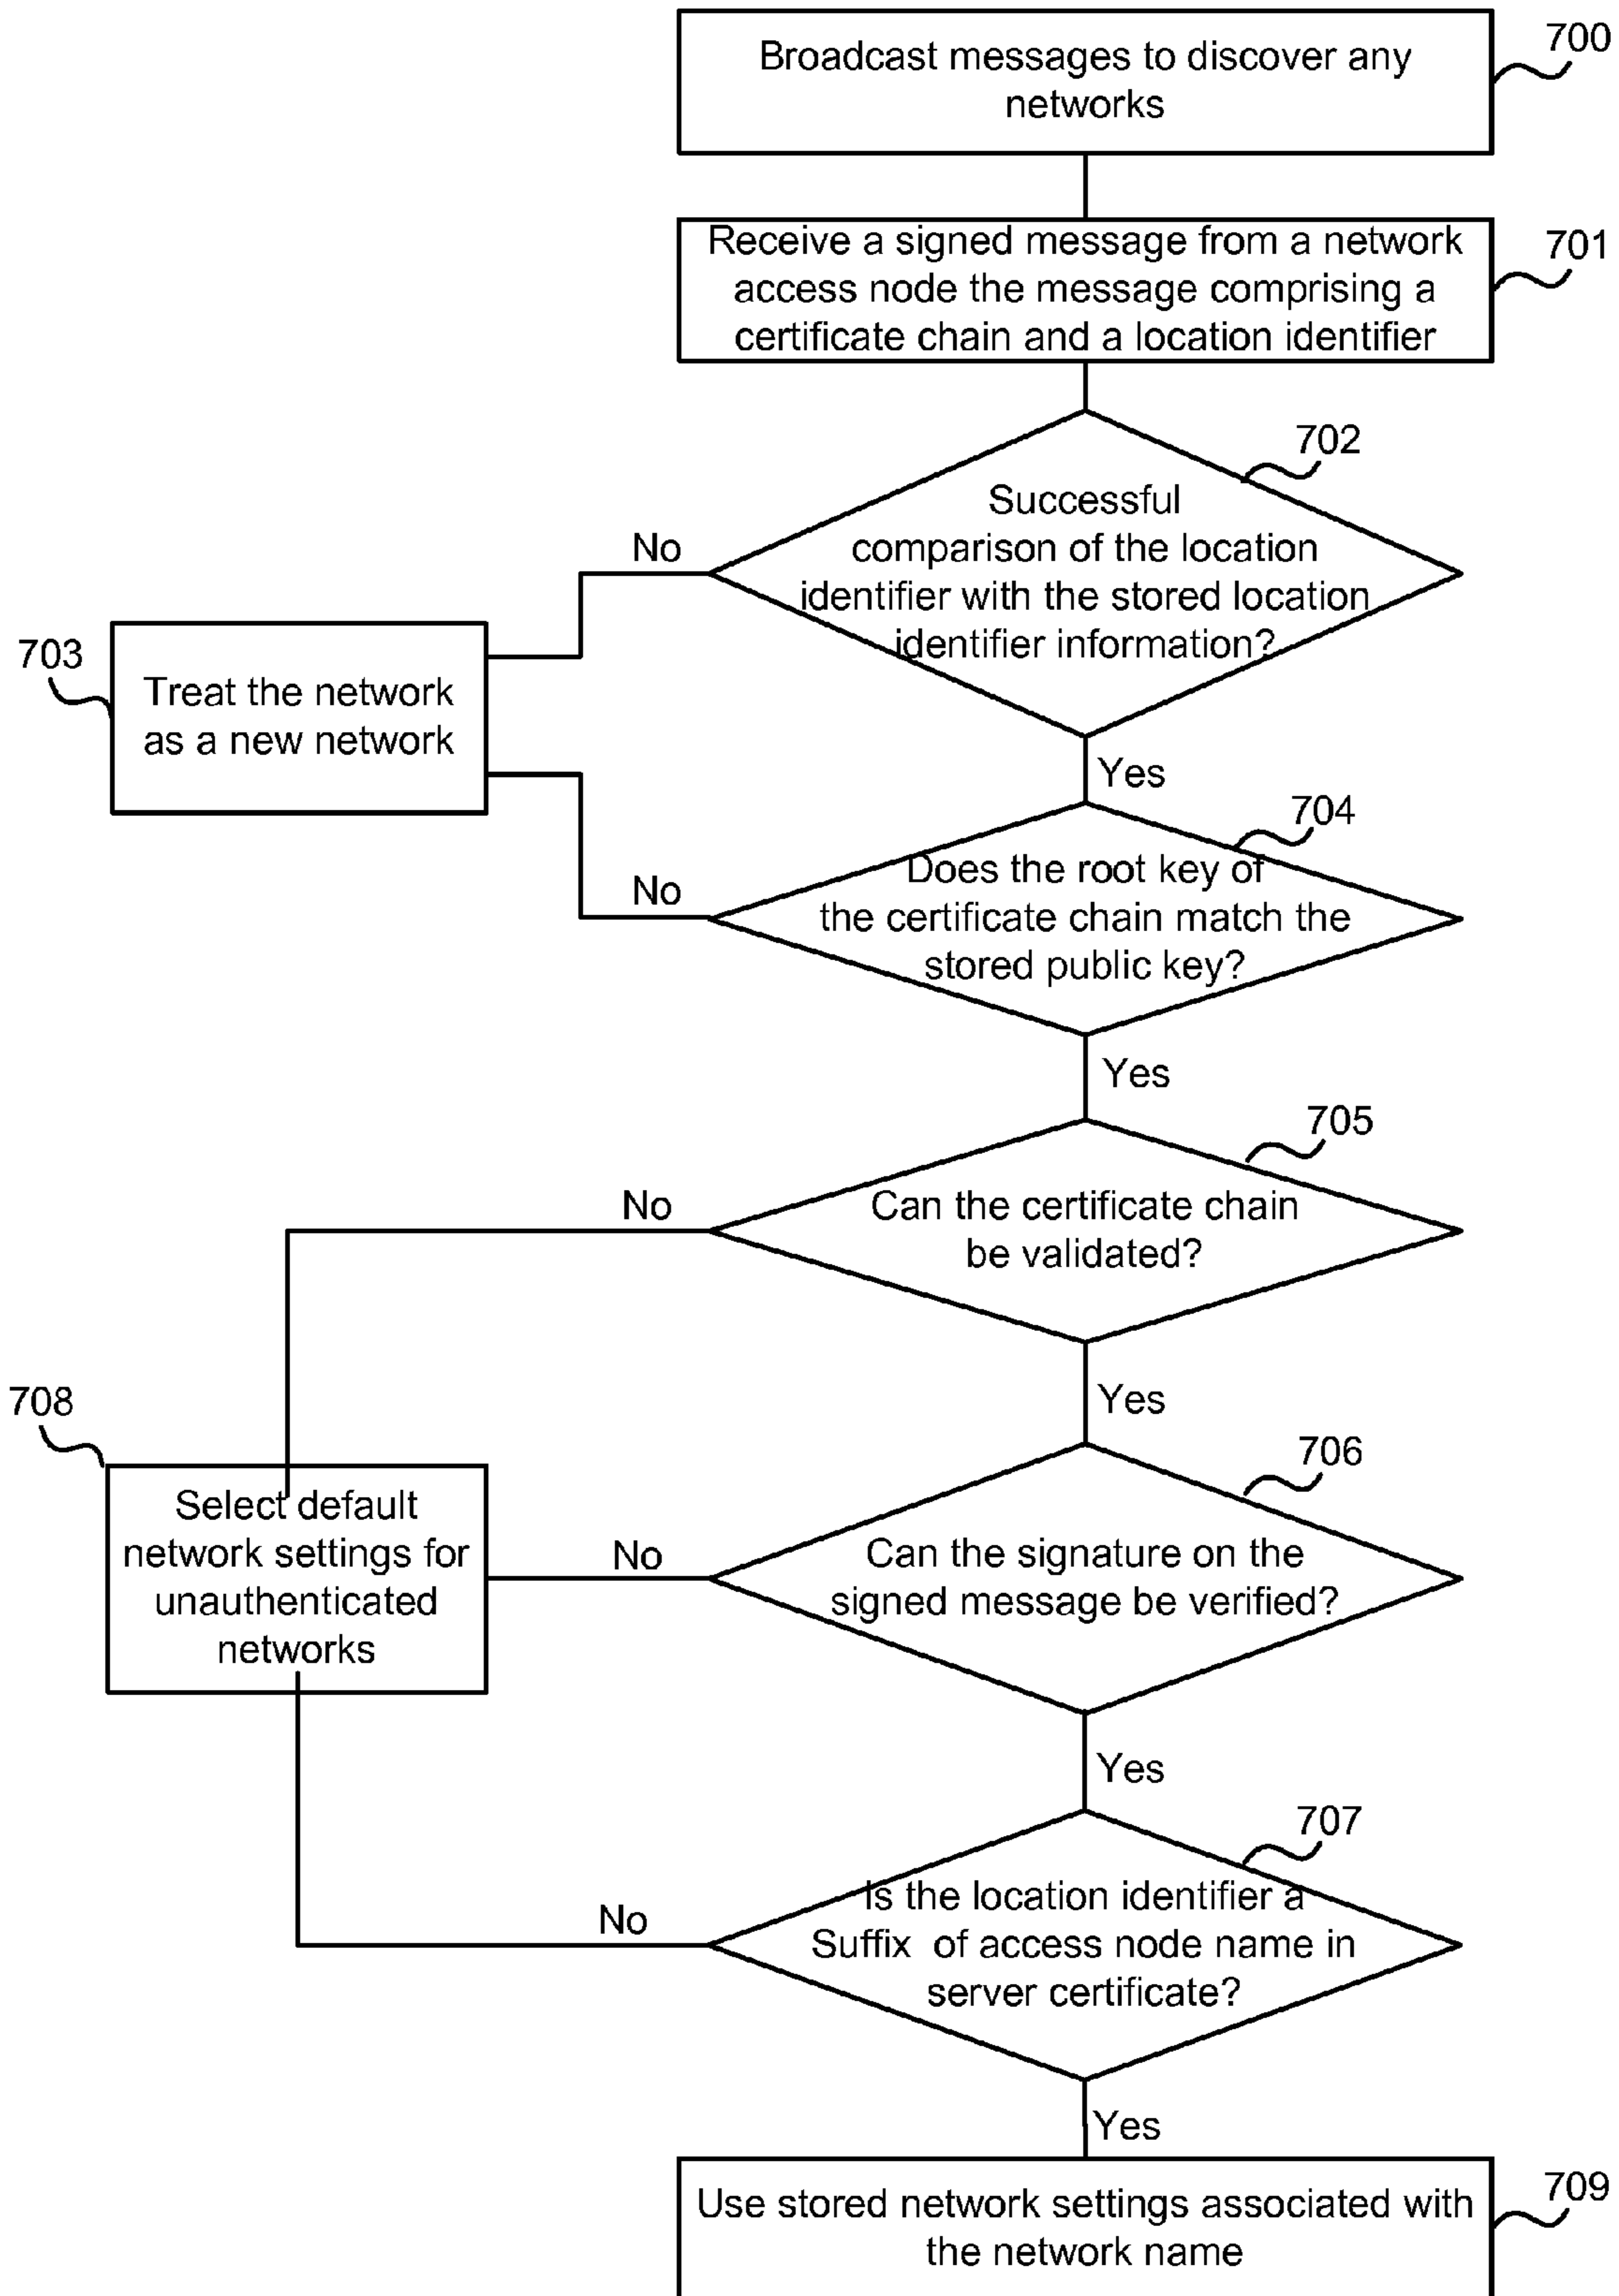 Broadcast messages to discover any
networks
700
Receive a signed message from a network
access node the message comprising a
certificate chain and a location identifier
701
702
Successful
comparison of the location
identifier with the stored location
identifier information?
No
703
Treat the network
as a new network
Yes
704
Does the root key of
the certificate chain match the
stored public key?
No
Yes
705
Can the certificate chain
be validated?
No
Yes
708
Select default
network settings for
unauthenticated
networks
706
Can the signature on the
signed message be verified?
No
Yes
707
Is the location identifier a
Suffix of access node name in
server certificate?
No
Yes
Use stored network settings associated with
the network name
709